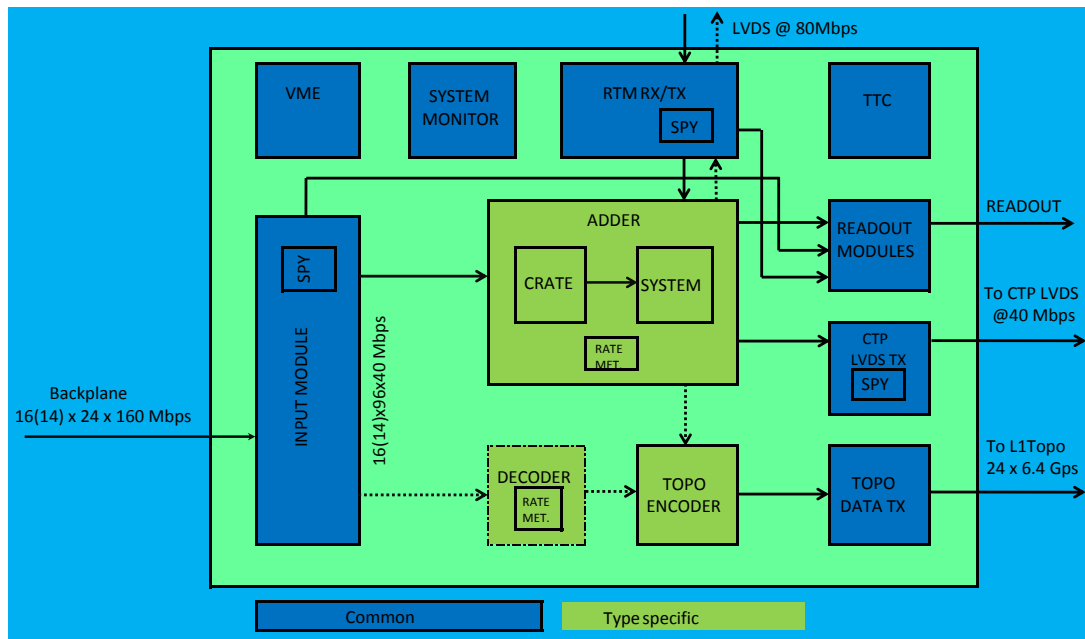 LVDS @ 80Mbps
VME
SYSTEM
MONITOR
RTM RX/TX
SPY
TTC
ADDER
CRATE
SYSTEM
RATE
MET.
READOUT
MODULES
READOUT
SPY
INPUT MODULE
16(14)x96x40 Mbps
To CTP LVDS
@40 Mbps
CTP
LVDS TX
SPY
Backplane
16(14) x 24 x 160 Mbps
DECODER
RATE
MET.
TOPO
ENCODER
TOPO
DATA TX
To L1Topo
24 x 6.4 Gps
Common
Type specific